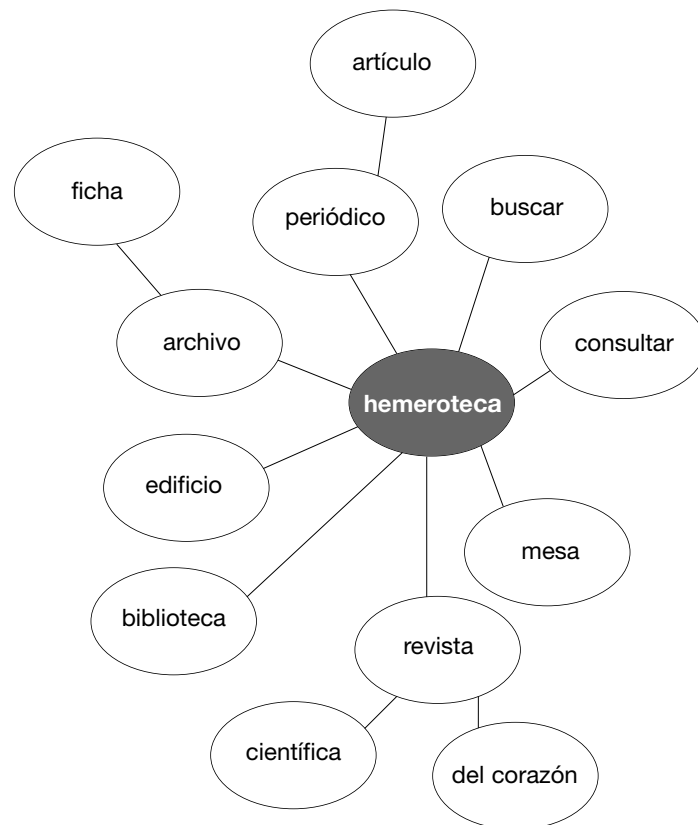 artículo
ficha
periódico
buscar
archivo
consultar
hemeroteca
edificio
mesa
biblioteca
revista
científica
del corazón